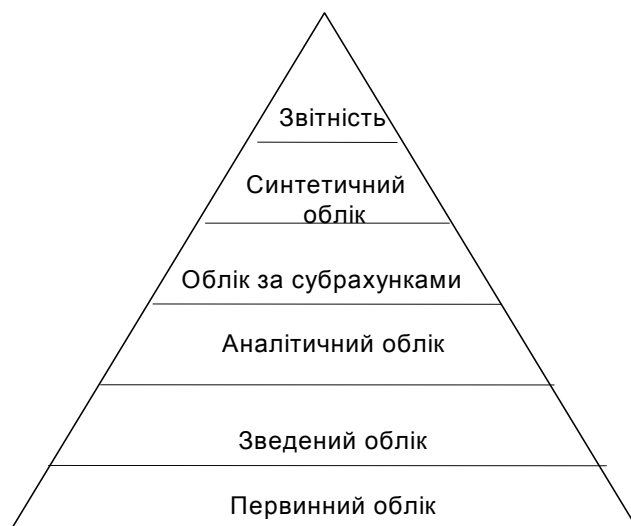 Звітність
Синтетичний
облік
Облік за субрахунками
Аналітичний облік
Зведений облік
Первинний облік